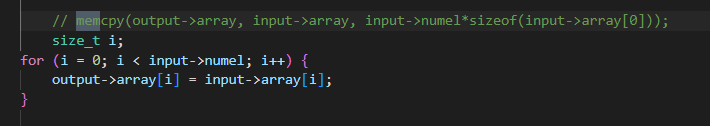 // memcpy(output->array, input->array, input->numel*sizeof(input->array[0]));
size_t i;
for (i = 0; i < input->numel; i++) {
output->array[i] = input->array[i];
}